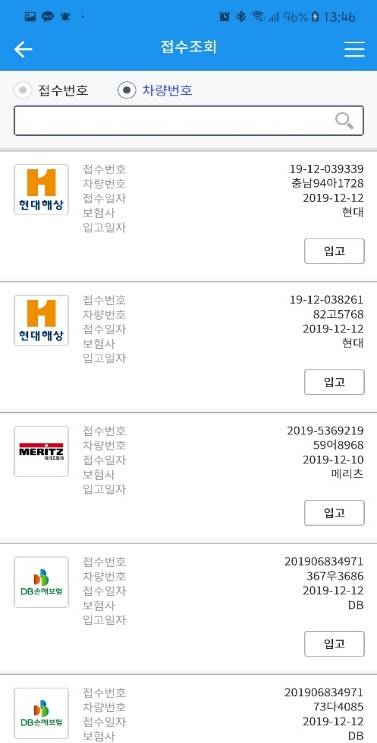 96% 13:46
접수조회
접수번호 차량번호
현대해상
접수번호 19-12-039339
차량번호 충남94아1728
접수일자 2019-12-12
보험사 현대
입고일자
입고
현대해상
접수번호 19-12-038261
차량번호 82고5768
접수일자 2019-12-12
보험사 현대
입고일자
입고
MERITZ
접수번호 2019-5369219
차량번호 59어8968
접수일자 2019-12-10
보험사 메리츠
입고일자
입고
DB손해보험
접수번호 201906834971
차량번호 367우3686
접수일자 2019-12-12
보험사 DB
입고일자
입고
DB손해보험
접수번호 201906834971
차량번호 73다4085
접수일자 2019-12-12
보험사 DB